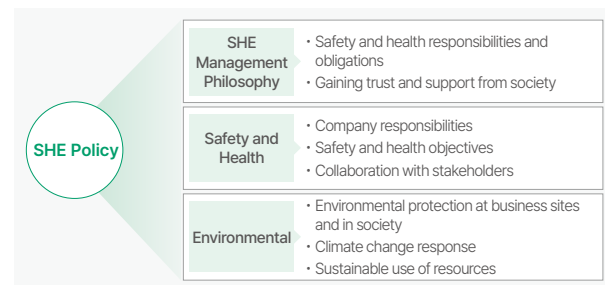 SHE Policy
SHE
Management
Philosophy
· Safety and health responsibilities and
obligations
· Gaining trust and support from society
Safety and
Health
· Company responsibilities
· Safety and health objectives
· Collaboration with stakeholders
Environmental
· Environmental protection at business sites
and in society
· Climate change response
· Sustainable use of resources